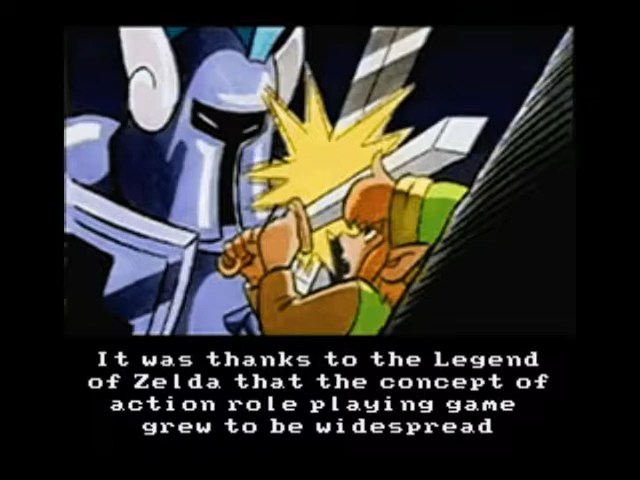 It was thanks to the Legend
of Zelda that the concept of
action role playing game
grew to be widespread